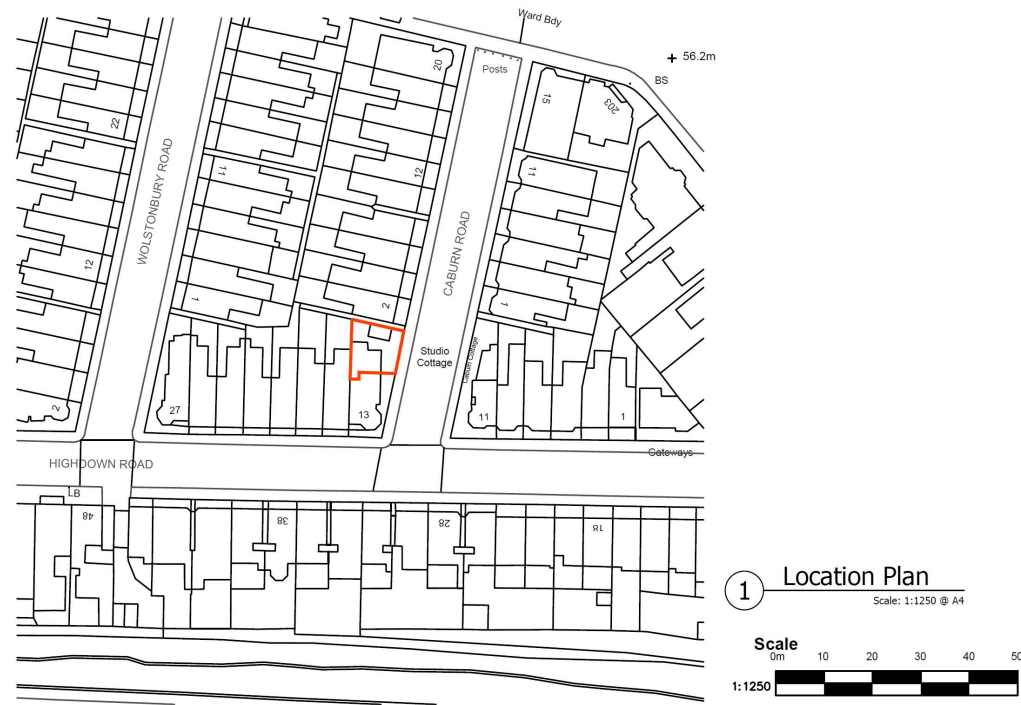 Ward Bdy
56.2m
Posts
BS
20
15
203
22
WOLSTONBURY ROAD
11
12
11
CABURN ROAD
12
1
2
1
Studio
Cottage
Caburn Cottage
2
27
13
11
1
Gateways
HIGHDOWN ROAD
LB
48
38
28
18
1
Location Plan
Scale: 1:1250 @ A4
Scale
0m 10 20 30 40 50
1:1250